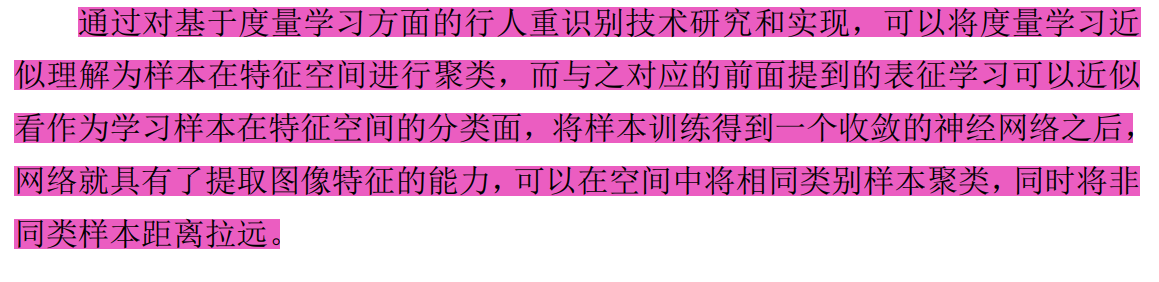 通过对基于度量学习方面的行人重识别技术研究和实现，可以将度量学习近
似理解为样本在特征空间进行聚类，而与之对应的前面提到的表征学习可以近似
看作为学习样本在特征空间的分类面，将样本训练得到一个收敛的神经网络之后，
网络就具有了提取图像特征的能力，可以在空间中将相同类别样本聚类，同时将非
同类样本距离拉远。